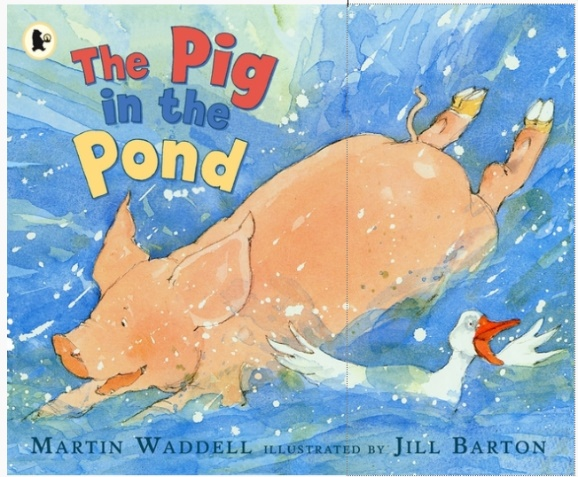 The Pig
in the
Pond
MARTIN WADDELL ILLUSTRATED BY JILL BARTON